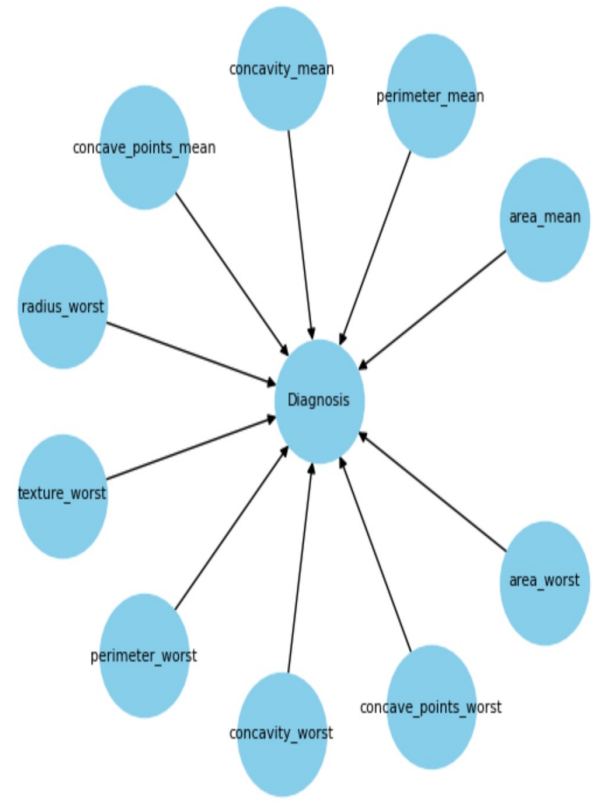 concavity_mean
perimeter_mean
concave_points_mean
area_mean
radius_worst
Diagnosis
texture_worst
area_worst
perimeter_worst
concave_points_worst
concavity_worst